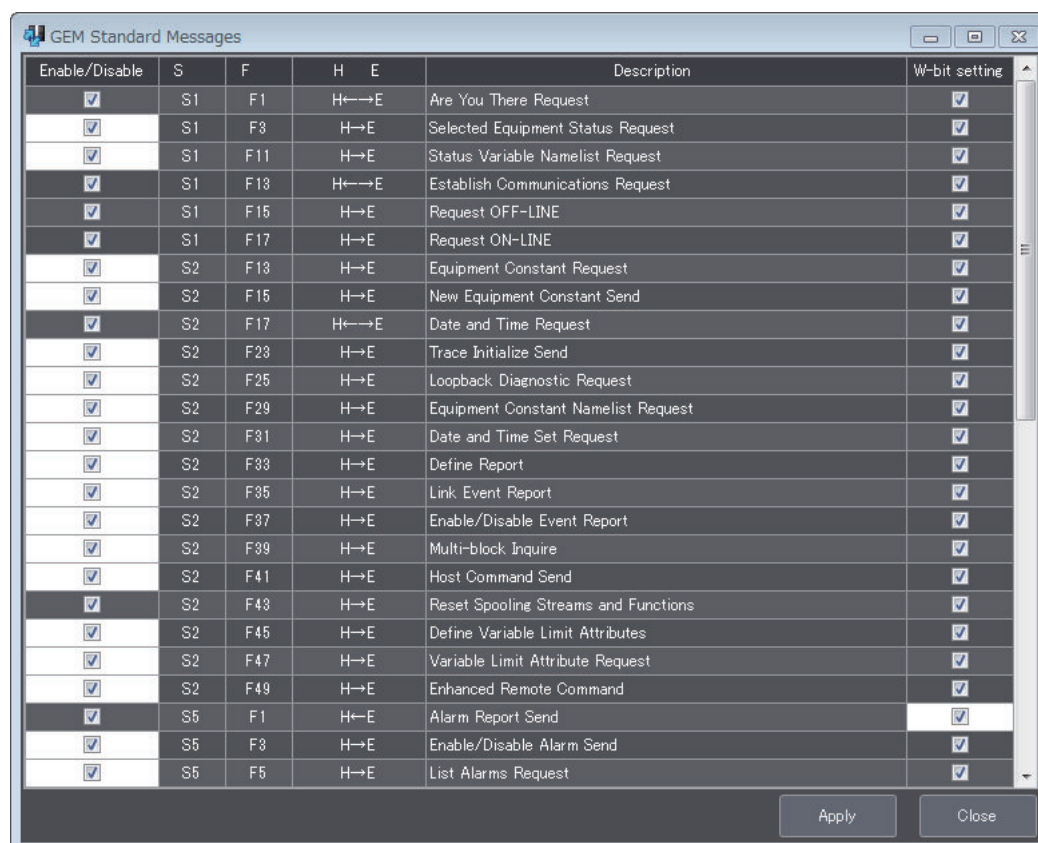 GEM Standard Messages
Enable/Disable S F H E Description W-bit setting
S1 F1 H←→E Are You There Request
S1 F3 H→E Selected Equipment Status Request
S1 F11 H→E Status Variable Namelist Request
S1 F13 H←→E Establish Communications Request
S1 F15 H→E Request OFF-LINE
S1 F17 H→E Request ON-LINE
S2 F13 H→E Equipment Constant Request
S2 F15 H→E New Equipment Constant Send
S2 F17 H←→E Date and Time Request
S2 F23 H→E Trace Initialize Send
S2 F25 H→E Loopback Diagnostic Request
S2 F29 H→E Equipment Constant Namelist Request
S2 F31 H→E Date and Time Set Request
S2 F33 H→E Define Report
S2 F35 H→E Link Event Report
S2 F37 H→E Enable/Disable Event Report
S2 F39 H→E Multi-block Inquire
S2 F41 H→E Host Command Send
S2 F43 H→E Reset Spooling Streams and Functions
S2 F45 H→E Define Variable Limit Attributes
S2 F47 H→E Variable Limit Attribute Request
S2 F49 H→E Enhanced Remote Command
S5 F1 H←E Alarm Report Send
S5 F3 H→E Enable/Disable Alarm Send
S5 F5 H→E List Alarms Request
Apply Close